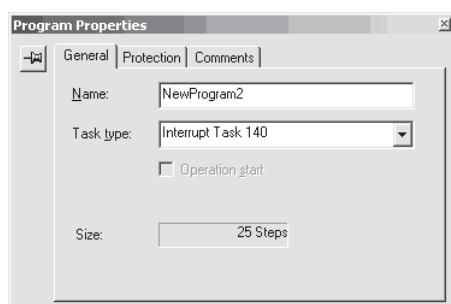 Program Properties
General Protection Comments
Name: NewProgram2
Task type: Interrupt Task 140
Operation start
Size: 25 Steps